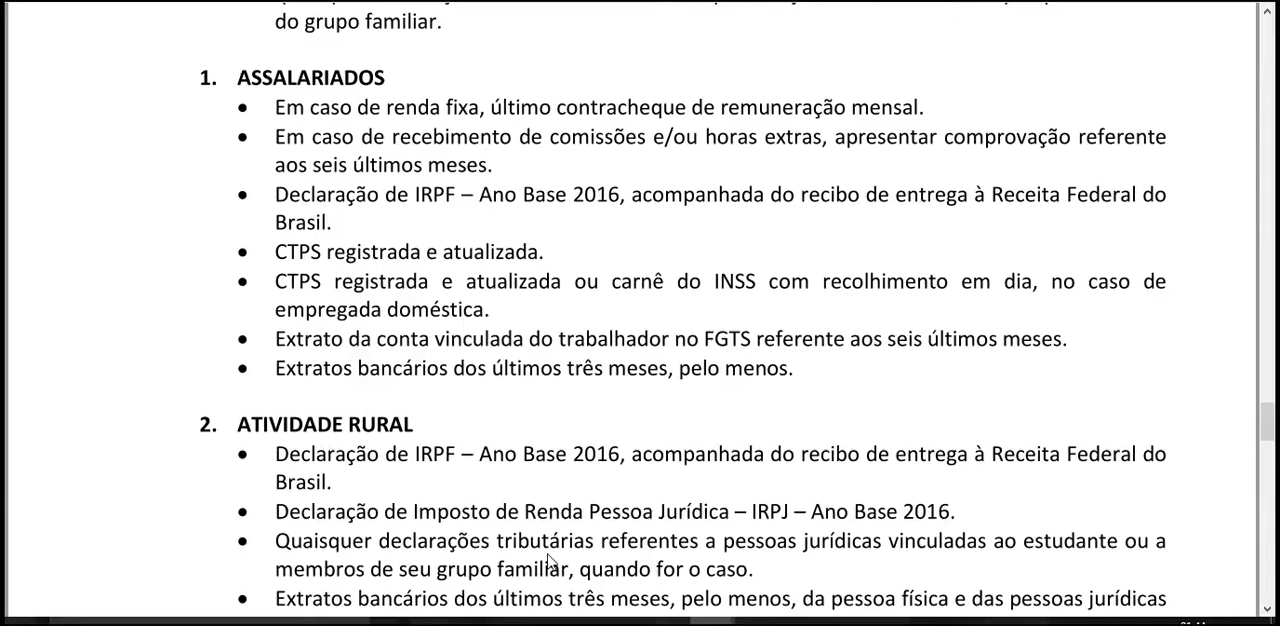 do grupo familiar.
1. ASSALARIADOS
• Em caso de renda fixa, último contracheque de remuneração mensal.
• Em caso de recebimento de comissões e/ou horas extras, apresentar comprovação referente
aos seis últimos meses.
• Declaração de IRPF – Ano Base 2016, acompanhada do recibo de entrega à Receita Federal do
Brasil.
• CTPS registrada e atualizada.
• CTPS registrada e atualizada ou carnê do INSS com recolhimento em dia, no caso de
empregada doméstica.
• Extrato da conta vinculada do trabalhador no FGTS referente aos seis últimos meses.
• Extratos bancários dos últimos três meses, pelo menos.
2. ATIVIDADE RURAL
• Declaração de IRPF – Ano Base 2016, acompanhada do recibo de entrega à Receita Federal do
Brasil.
• Declaração de Imposto de Renda Pessoa Jurídica – IRPJ – Ano Base 2016.
• Quaisquer declarações tributárias referentes a pessoas jurídicas vinculadas ao estudante ou a
membros de seu grupo familiar, quando for o caso.
• Extratos bancários dos últimos três meses, pelo menos, da pessoa física e das pessoas jurídicas